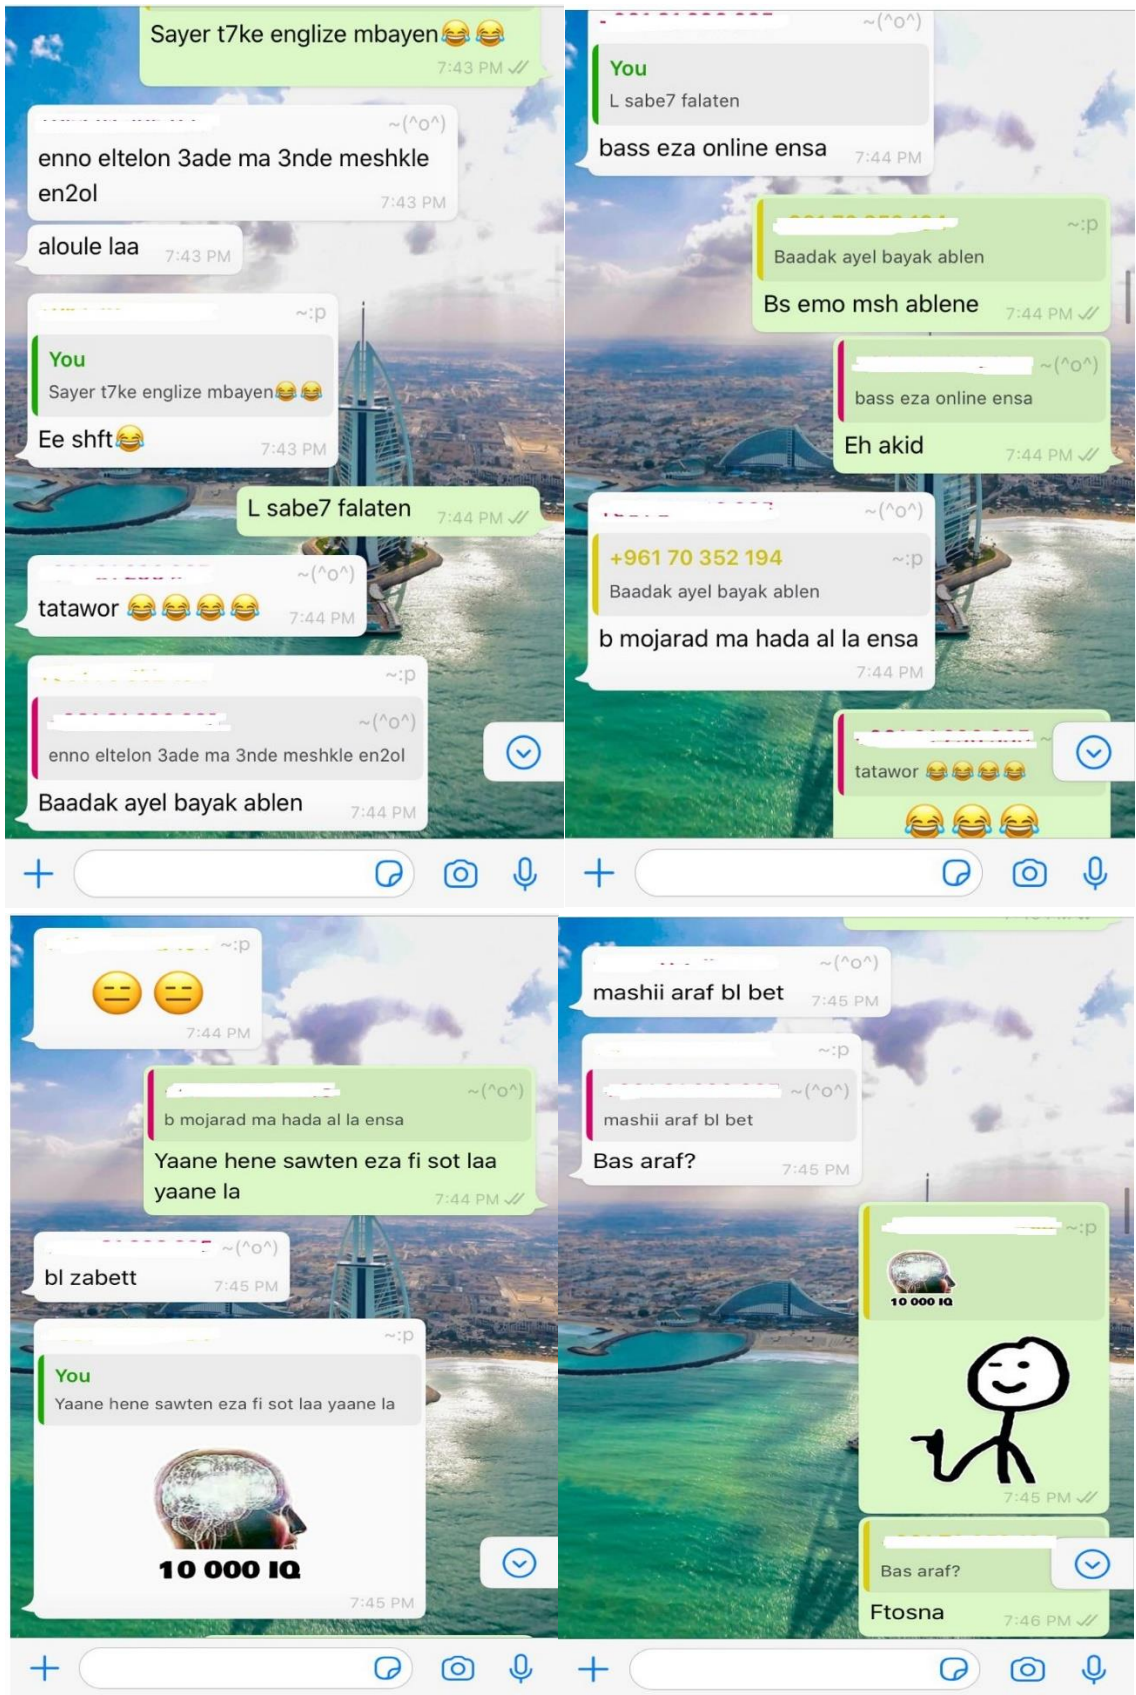 Sayer t7ke englize mbayen😂😂
7:43 PM
~(^o^)
enno eltelon 3ade ma 3nde meshkle
en2ol
7:43 PM
aloule laa
7:43 PM
~:p
You
Sayer t7ke englize mbayen😂😂
Ee shft😂
7:43 PM
L sabe7 falaten
7:44 PM
~(^o^)
tatawor 😂😂😂😂
7:44 PM
~:p
~(^o^)
enno eltelon 3ade ma 3nde meshkle en2ol
Baadak ayel bayak ablen
7:44 PM
~(^o^)
You
L sabe7 falaten
bass eza online ensa
7:44 PM
~:p
Baadak ayel bayak ablen
Bs emo msh ablene
7:44 PM
~(^o^)
bass eza online ensa
Eh akid
7:44 PM
~(^o^)
+961 70 352 194
~:p
Baadak ayel bayak ablen
b mojarad ma hada al la ensa
7:44 PM
~
tatawor 😂😂😂😂
😂😂😂
~:p
😑😑
7:44 PM
~(^o^)
b mojarad ma hada al la ensa
Yaane hene sawten eza fi sot laa
yaane la
7:44 PM
~(^o^)
bl zabett
7:45 PM
~:p
You
Yaane hene sawten eza fi sot laa yaane la
10 000 IQ
7:45 PM
~(^o^)
mashii araf bl bet
7:45 PM
~:p
~(^o^)
mashii araf bl bet
Bas araf?
7:45 PM
~:p
10 000 IQ
7:45 PM
Bas araf?
Ftosna
7:46 PM